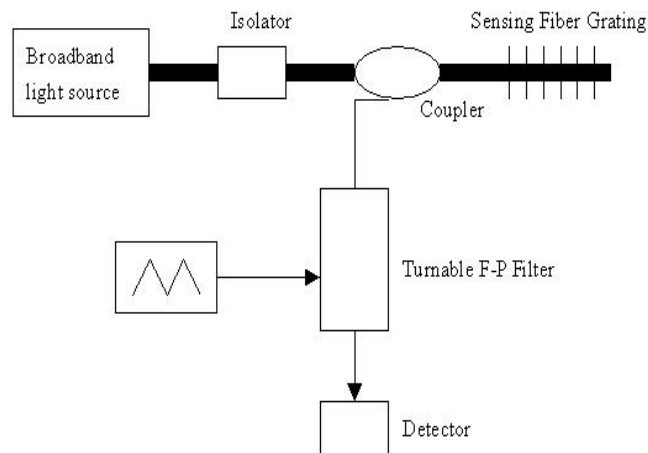 Isolator
Sensing Fiber Grating
Broadband
light source
Coupler
Turnable F-P Filter
Detector